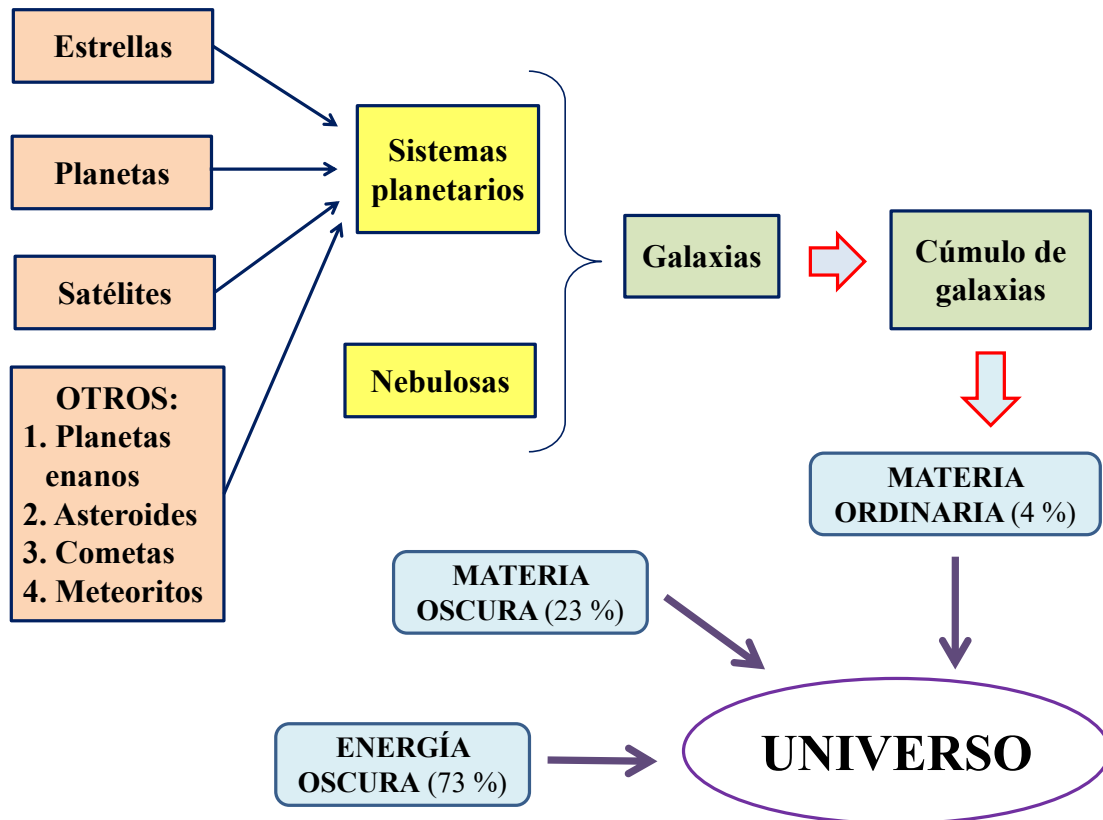 Estrellas
Planetas
Satélites
OTROS:
1. Planetas
enanos
2. Asteroides
3. Cometas
4. Meteoritos
Sistemas
planetarios
Nebulosas
Galaxias
Cúmulo de
galaxias
MATERIA
ORDINARIA (4 %)
MATERIA
OSCURA (23 %)
ENERGÍA
OSCURA (73 %)
UNIVERSO